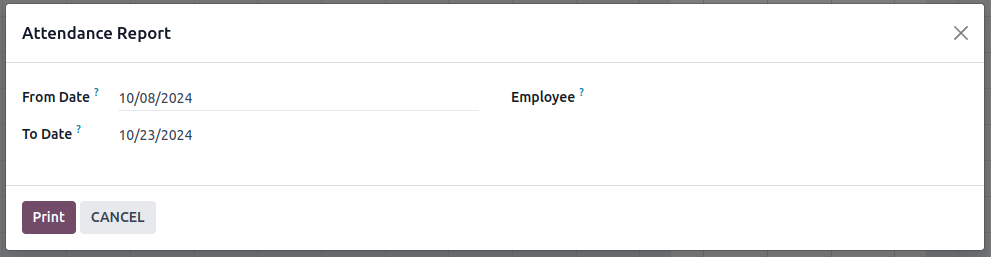 Attendance Report
From Date ? 10/08/2024
Employee ?
To Date ? 10/23/2024
Print CANCEL